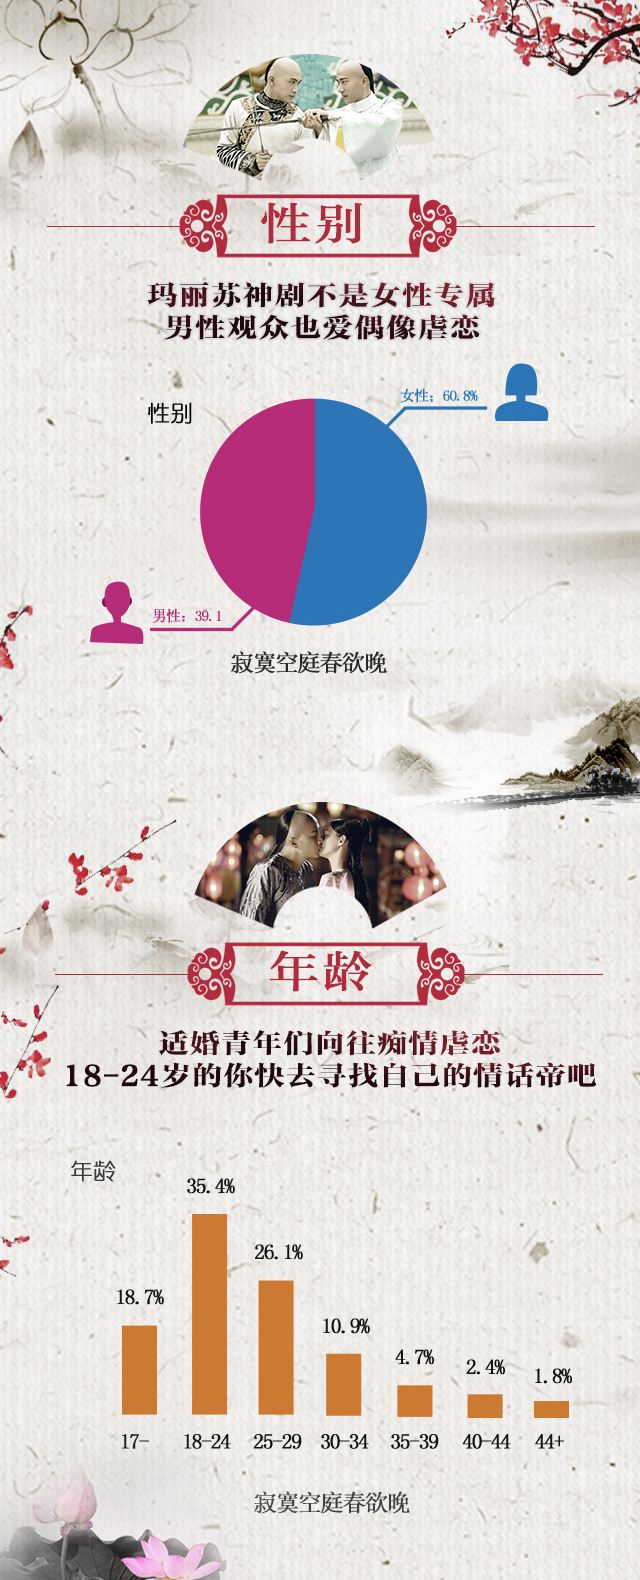 性别
玛丽苏神剧不是女性专属
男性观众也爱偶像虐恋
性别
女性：60.8%
男性：39.1
寂寞空庭春欲晚
年龄
适婚青年们向往痴情虐恋
18-24岁的你快去寻找自己的情话帝吧
年龄
35.4%
26.1%
18.7%
10.9%
4.7%
2.4%
1.8%
17-
18-24
25-29
30-34
35-39
40-44
44+
寂寞空庭春欲晚